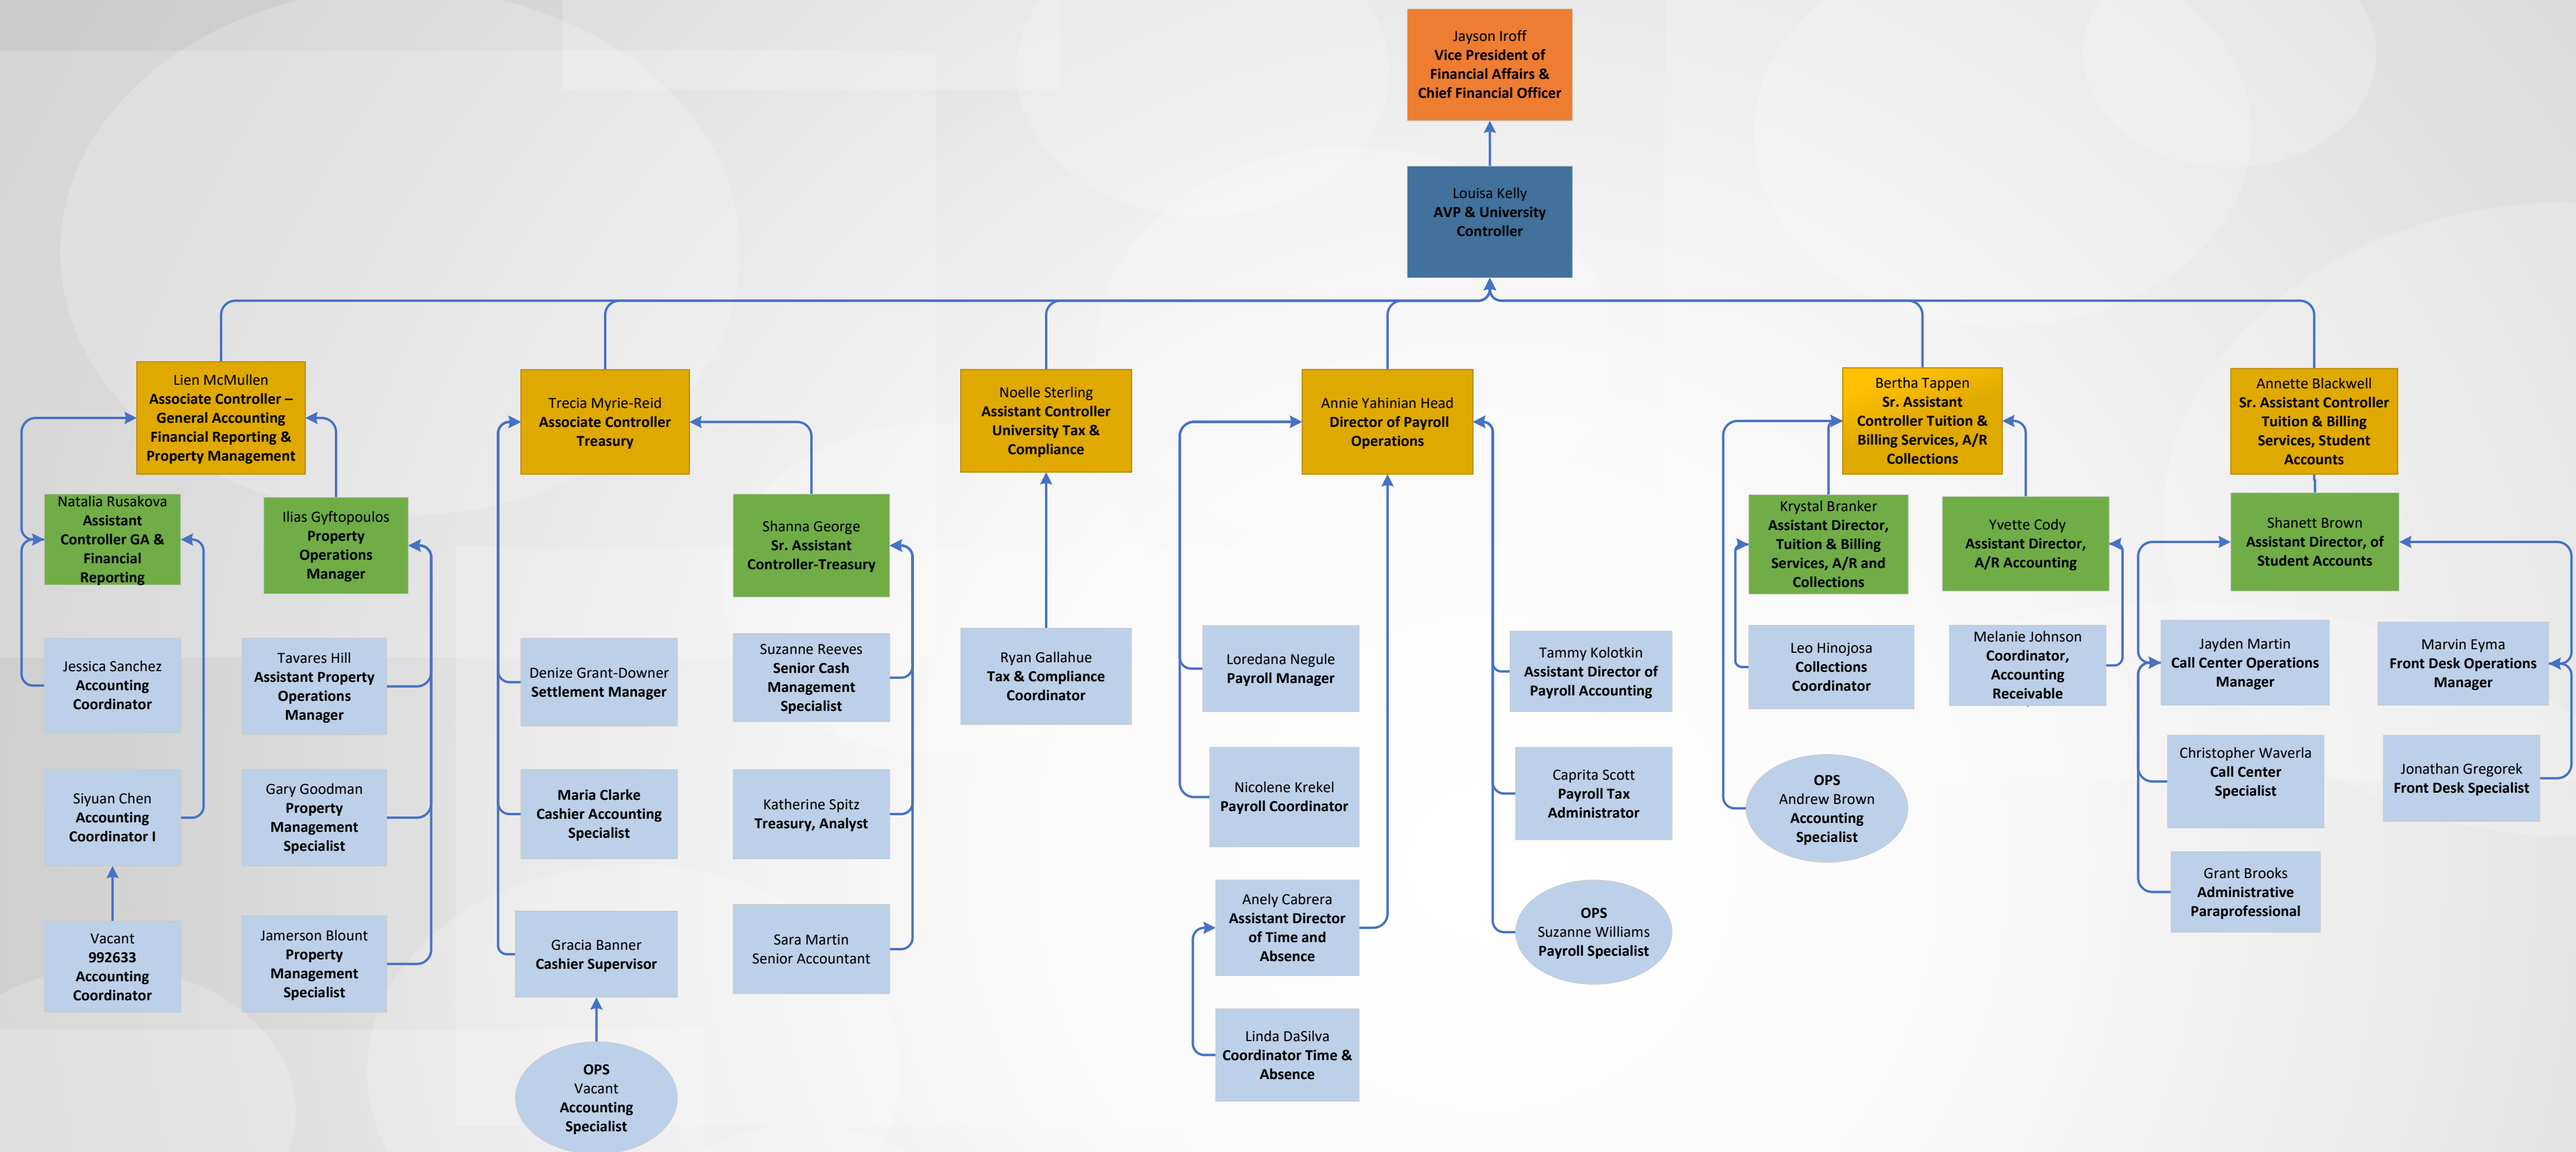 Jayson Iroff
Vice President of
Financial Affairs &
Chief Financial Officer
Louisa Kelly
AVP & University
Controller
Lien McMullen
Associate Controller –
General Accounting
Financial Reporting &
Property Management
Trecia Myrie-Reid
Associate Controller
Treasury
Noelle Sterling
Assistant Controller
University Tax &
Compliance
Annie Yahinian Head
Director of Payroll
Operations
Bertha Tappen
Sr. Assistant
Controller Tuition &
Billing Services, A/R
Collections
Annette Blackwell
Sr. Assistant Controller
Tuition & Billing
Services, Student
Accounts
Natalia Rusakova
Assistant
Controller GA &
Financial
Reporting
Ilias Gyftopoulos
Property
Operations
Manager
Shanna George
Sr. Assistant
Controller-Treasury
Krystal Branker
Assistant Director,
Tuition & Billing
Services, A/R and
Collections
Yvette Cody
Assistant Director,
A/R Accounting
Shanett Brown
Assistant Director, of
Student Accounts
Jessica Sanchez
Accounting
Coordinator
Tavares Hill
Assistant Property
Operations
Manager
Denize Grant-Downer
Settlement Manager
Suzanne Reeves
Senior Cash
Management
Specialist
Ryan Gallahue
Tax & Compliance
Coordinator
Loredana Negule
Payroll Manager
Tammy Kolotkin
Assistant Director of
Payroll Accounting
Leo Hinojosa
Collections
Coordinator
Melanie Johnson
Coordinator,
Accounting
Receivable
Jayden Martin
Call Center Operations
Manager
Marvin Eyma
Front Desk Operations
Manager
Siyuan Chen
Accounting
Coordinator I
Gary Goodman
Property
Management
Specialist
Maria Clarke
Cashier Accounting
Specialist
Katherine Spitz
Treasury, Analyst
Nicolene Krekel
Payroll Coordinator
Caprita Scott
Payroll Tax
Administrator
OPS
Andrew Brown
Accounting
Specialist
Christopher Waverla
Call Center
Specialist
Jonathan Gregorek
Front Desk Specialist
Vacant
992633
Accounting
Coordinator
Jamerson Blount
Property
Management
Specialist
Gracia Banner
Cashier Supervisor
Sara Martin
Senior Accountant
Anely Cabrera
Assistant Director
of Time and
Absence
OPS
Suzanne Williams
Payroll Specialist
Grant Brooks
Administrative
Paraprofessional
OPS
Vacant
Accounting
Specialist
Linda DaSilva
Coordinator Time &
Absence